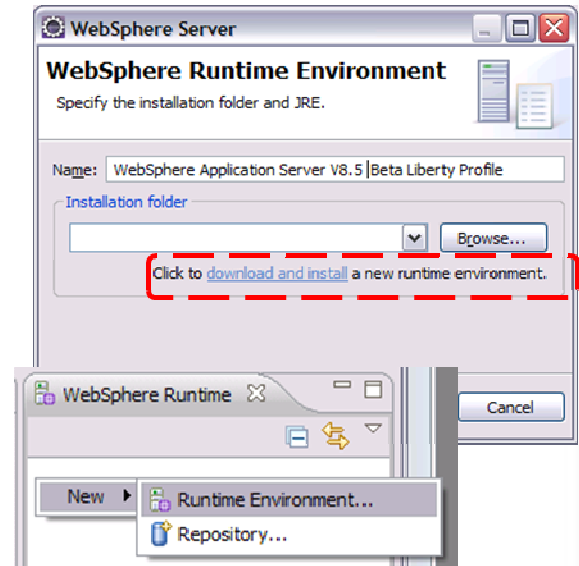 WebSphere Server
WebSphere Runtime Environment
Specify the installation folder and JRE.
Name: WebSphere Application Server V8.5 Beta Liberty Profile
Installation folder
Browse...
Click to download and install a new runtime environment.
Cancel
WebSphere Runtime
New
Runtime Environment...
Repository...